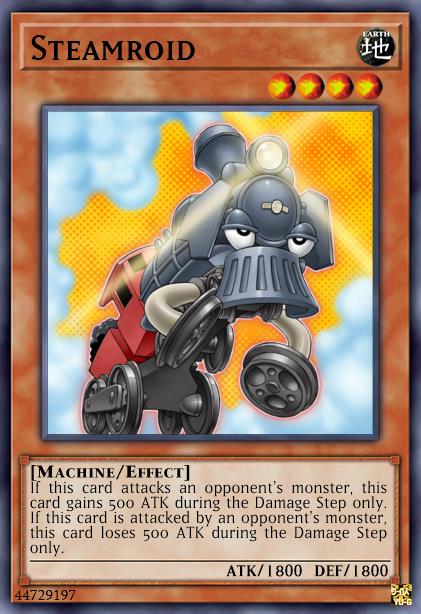 STEAMROID
EARTH
地
[MACHINE/EFFECT]
If this card attacks an opponent's monster, this
card gains 500 ATK during the Damage Step only.
If this card is attacked by an opponent's monster,
this card loses 500 ATK during the Damage Step
only.
ATK/1800 DEF/1800
44729197